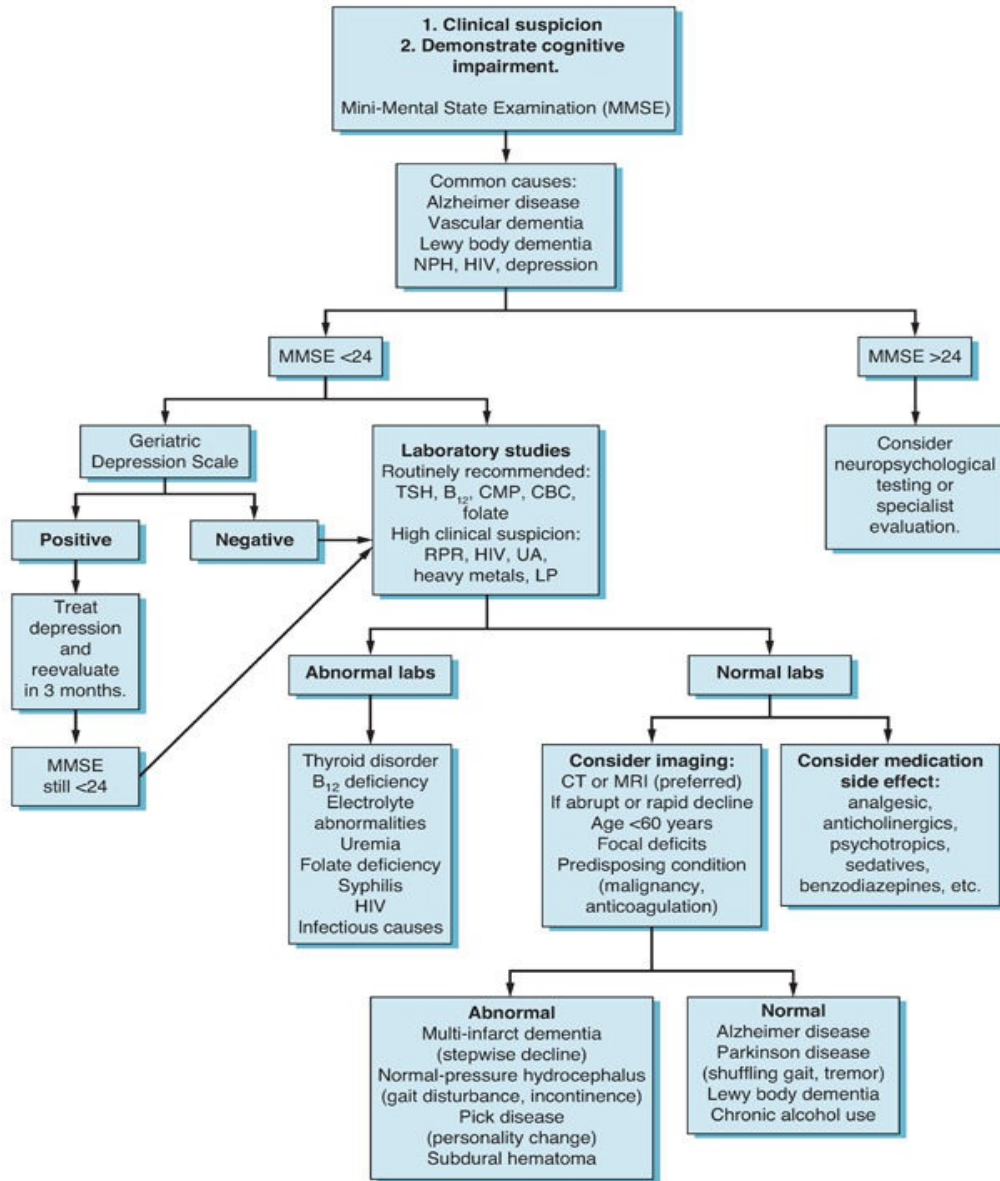 1. Clinical suspicion
2. Demonstrate cognitive
impairment.
Mini-Mental State Examination (MMSE)
Common causes:
Alzheimer disease
Vascular dementia
Lewy body dementia
NPH, HIV, depression
MMSE <24
MMSE >24
Geriatric
Depression Scale
Laboratory studies
Routinely recommended:
TSH, B12, CMP, CBC,
folate
High clinical suspicion:
RPR, HIV, UA,
heavy metals, LP
Consider
neuropsychological
testing or
specialist
evaluation.
Positive
Negative
Treat
depression
and
reevaluate
in 3 months.
MMSE
still <24
Abnormal labs
Normal labs
Thyroid disorder
B12 deficiency
Electrolyte
abnormalities
Uremia
Folate deficiency
Syphilis
HIV
Infectious causes
Consider imaging:
CT or MRI (preferred)
If abrupt or rapid decline
Age <60 years
Focal deficits
Predisposing condition
(malignancy,
anticoagulation)
Consider medication
side effect:
analgesic,
anticholinergics,
psychotropics,
sedatives,
benzodiazepines, etc.
Abnormal
Multi-infarct dementia
(stepwise decline)
Normal-pressure hydrocephalus
(gait disturbance, incontinence)
Pick disease
(personality change)
Subdural hematoma
Normal
Alzheimer disease
Parkinson disease
(shuffling gait, tremor)
Lewy body dementia
Chronic alcohol use